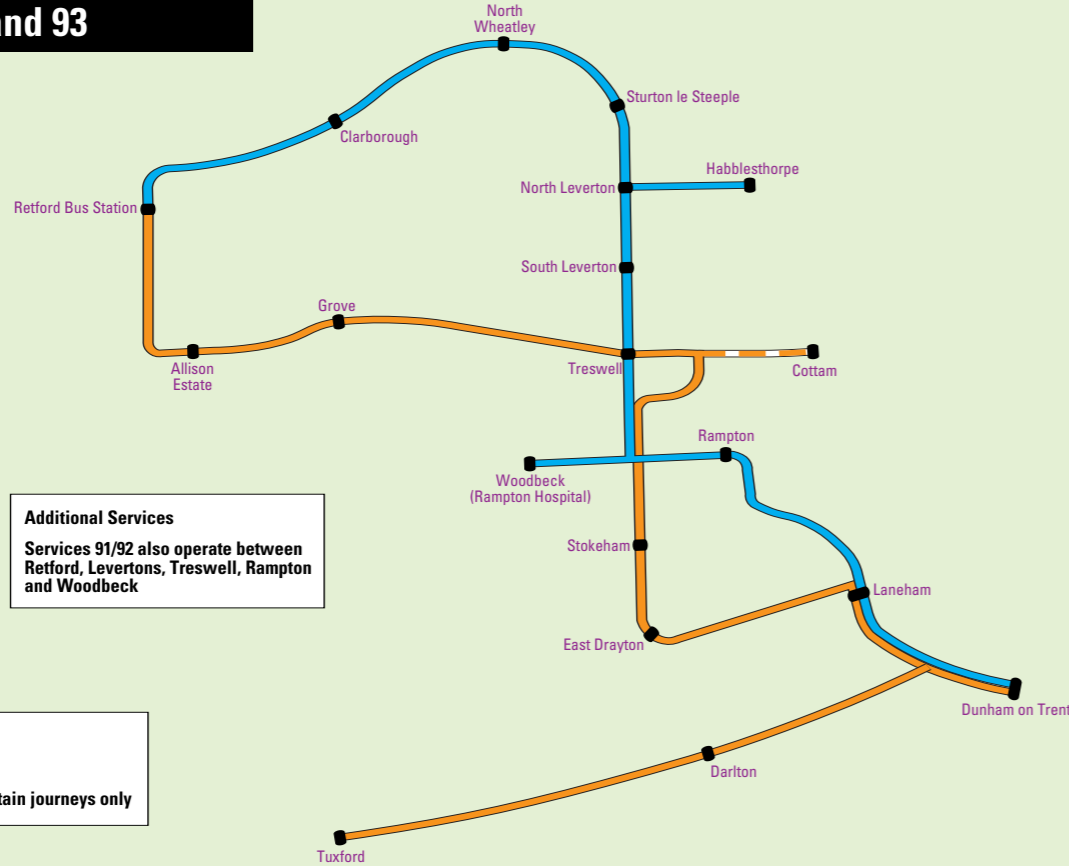 and 93
North
Wheatley
Sturton le Steeple
Clarborough
Habblesthorpe
North Leverton
Retford Bus Station
South Leverton
Grove
Treswell
Allison
Estate
Cottam
Rampton
Woodbeck
(Rampton Hospital)
Additional Services
Services 91/92 also operate between
Retford, Levertons, Treswell, Rampton
and Woodbeck
Stokeham
Laneham
East Drayton
Dunham on Trent
Darlton
tain journeys only
Tuxford